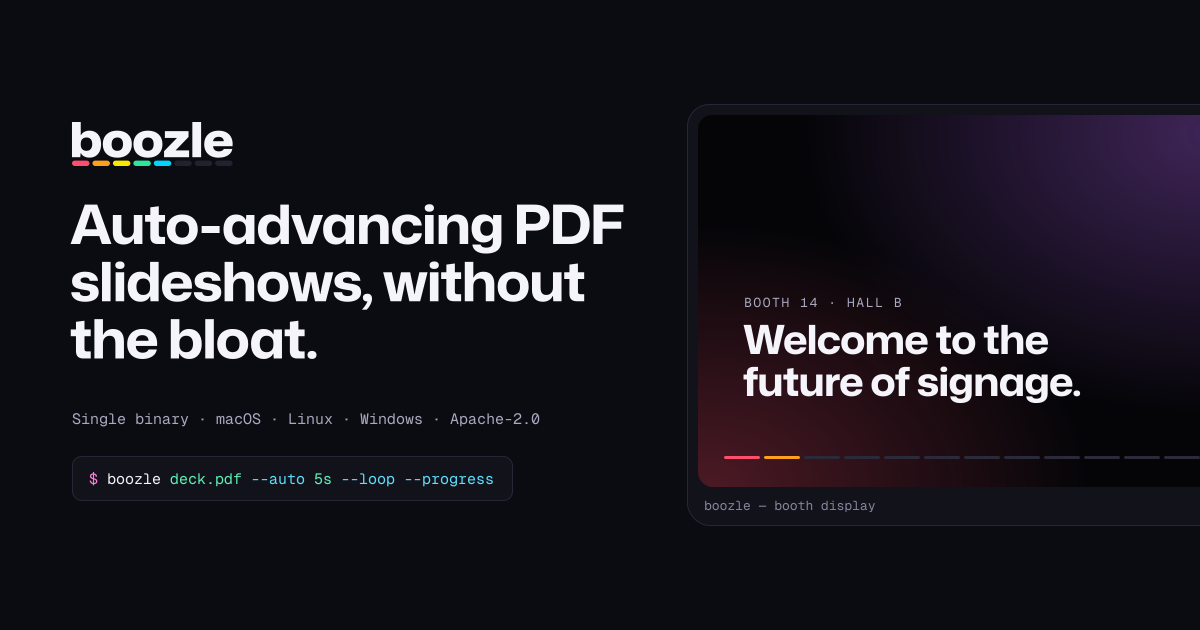 boozle
Auto-advancing PDF
slideshows, without
the bloat.
Single binary · macOS · Linux · Windows · Apache-2.0
$ boozle deck.pdf --auto 5s --loop --progress
BOOTH 14 · HALL B
Welcome to the
future of signage.
boozle — booth display